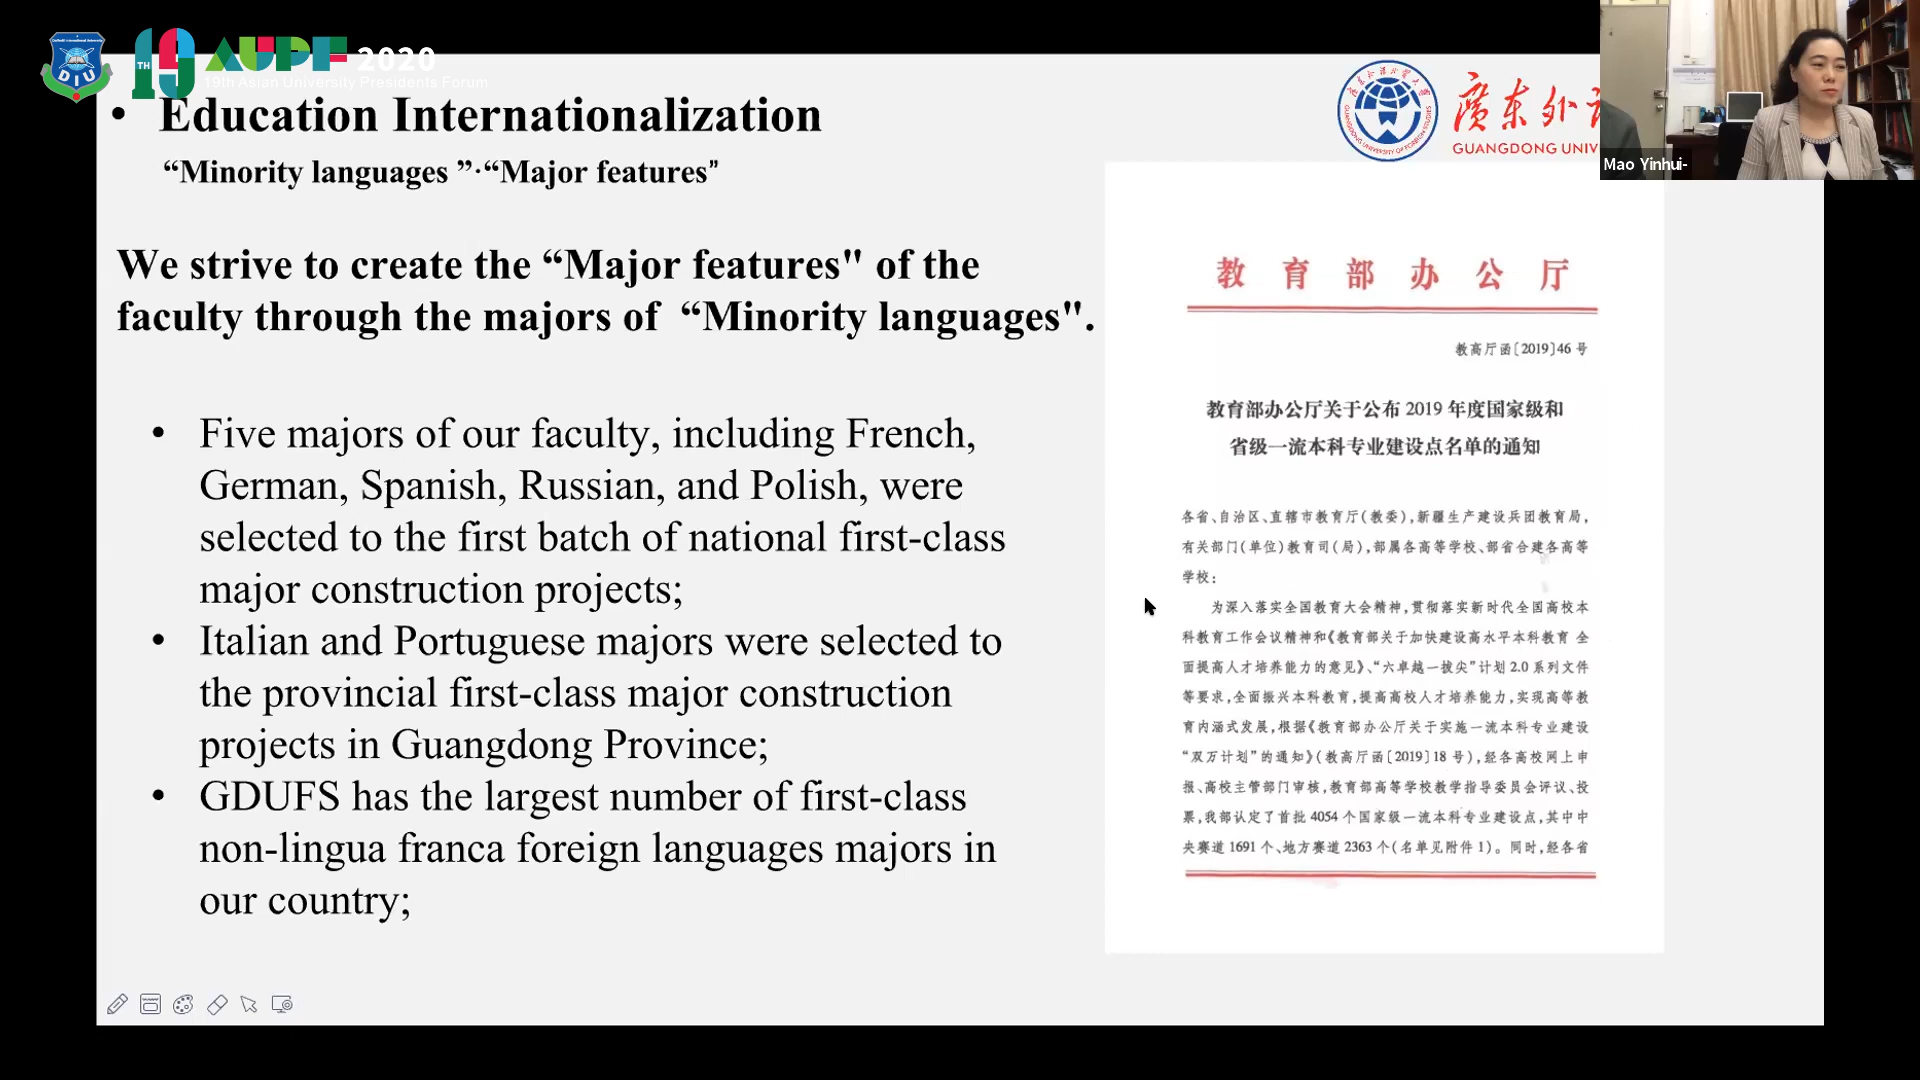 DIU
TH
19 AUPF 2020
19th Asian University Presidents Forum
• Education Internationalization
“Minority languages ”·“Major features”
We strive to create the “Major features" of the
faculty through the majors of “Minority languages".
• Five majors of our faculty, including French,
German, Spanish, Russian, and Polish, were
selected to the first batch of national first-class
major construction projects;
• Italian and Portuguese majors were selected to
the provincial first-class major construction
projects in Guangdong Province;
• GDUFS has the largest number of first-class
non-lingua franca foreign languages majors in
our country;
广东外
GUANGDONG UNIV
Mao Yinhui-
教育部办公厅
教高厅函〔2019〕46 号
教育部办公厅关于公布 2019 年度国家级和
省级一流本科专业建设点名单的通知
各省、自治区、直辖市教育厅(教委),新疆生产建设兵团教育局,
有关部门(单位)教育司(局),部属各高等学校、部省合建各高等
学校:
为深入落实全国教育大会精神,贯彻落实新时代全国高校本
科教育工作会议精神和《教育部关于加快建设高水平本科教育 全
面提高人才培养能力的意见》、“六卓越一拔尖”计划 2.0 系列文件
等要求,全面振兴本科教育,提高高校人才培养能力,实现高等教
育内涵式发展,根据《教育部办公厅关于实施一流本科专业建设
“双万计划”的通知》(教高厅函〔2019〕18 号),经各高校网上申
报、高校主管部门审核,教育部高等学校教学指导委员会评议、投
票,我部认定了首批 4054 个国家级一流本科专业建设点,其中中
央赛道 1691 个、地方赛道 2363 个(名单见附件 1)。同时,经各省